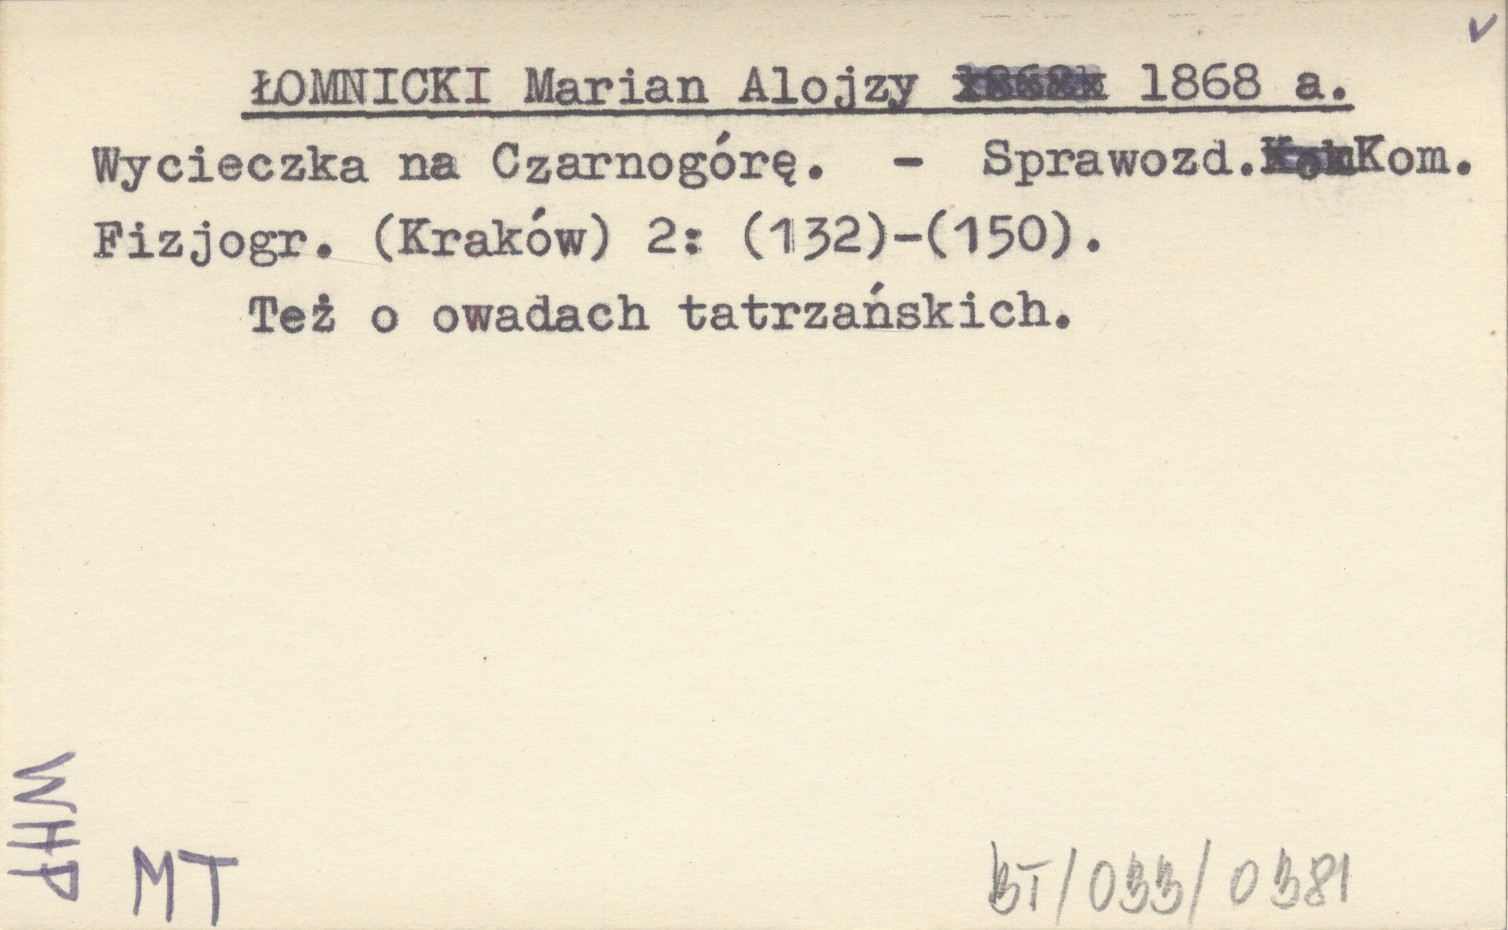 ŁOMNICKI Marian Alojzy 1868 a.
Wycieczka na Czarnogórę. - Sprawozd. Kom.
Fizjogr. (Kraków) 2: (132)-(150).
Też o owadach tatrzańskich.
WHP
MT
BT/033/0381